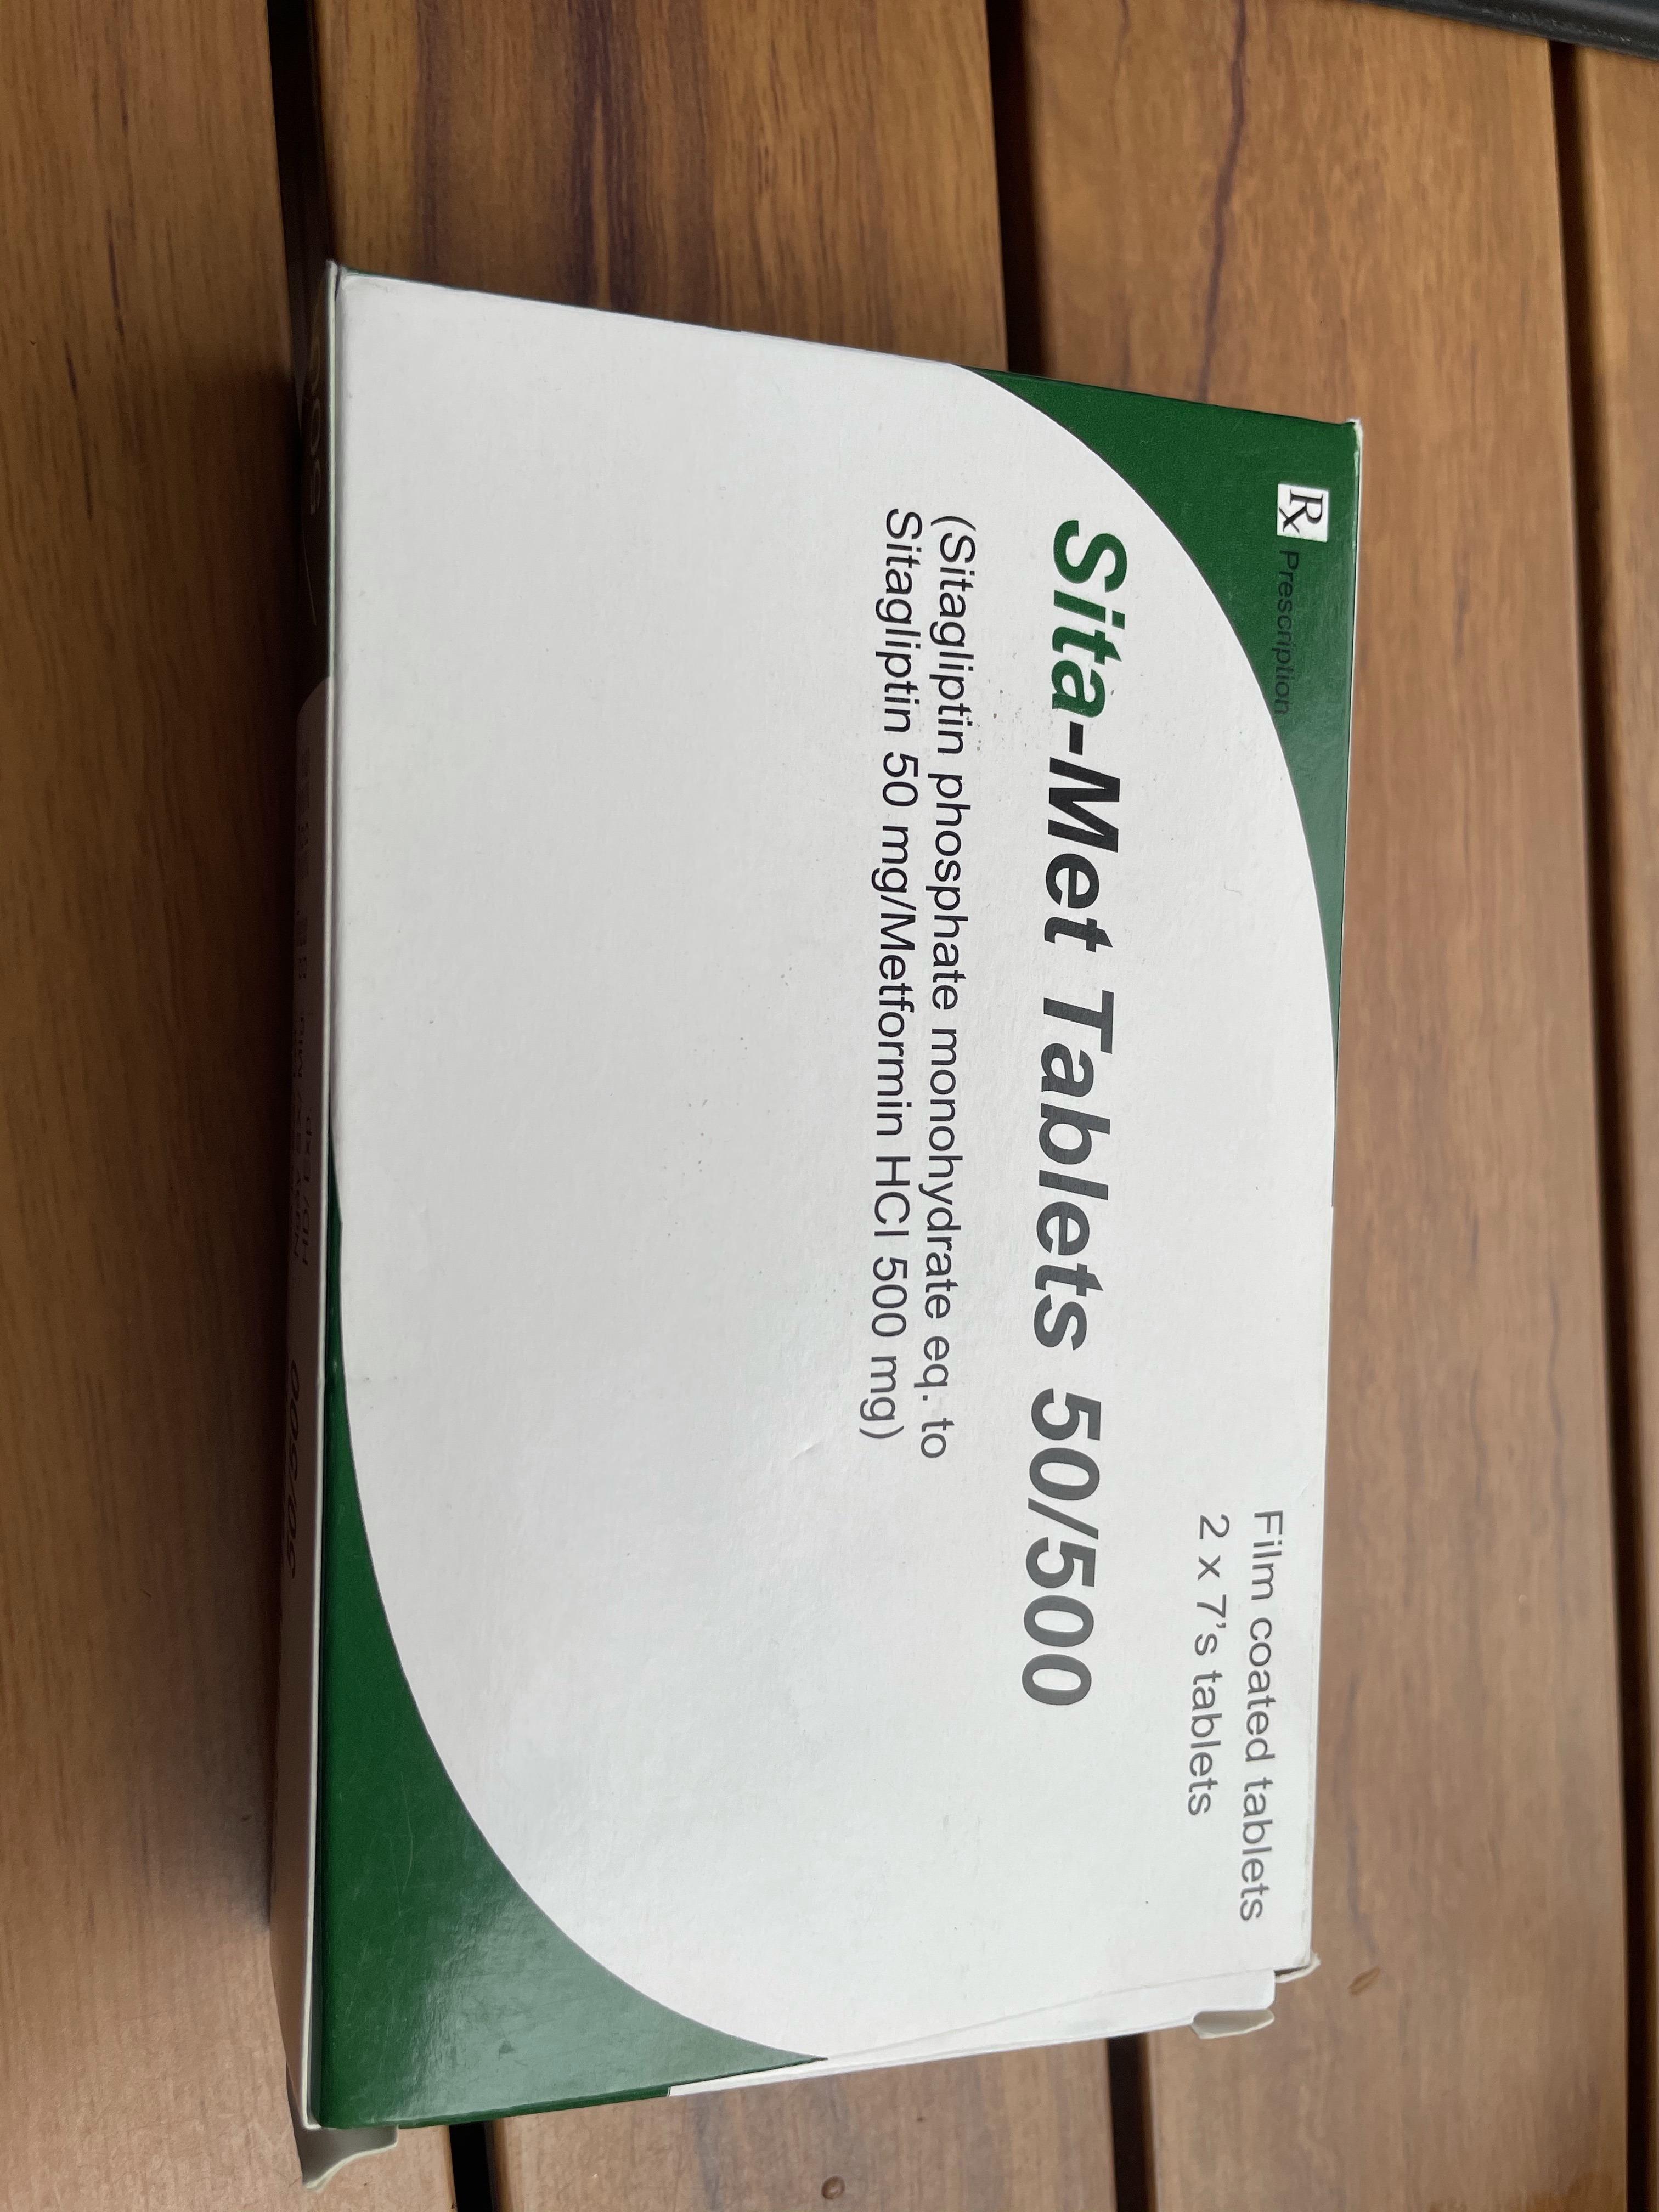 Rx Prescription
Film coated tablets
2 x 7's tablets
Sita-Met Tablets 50/500
(Sitagliptin phosphate monohydrate eq. to
Sitagliptin 50 mg/Metformin HCl 500 mg)